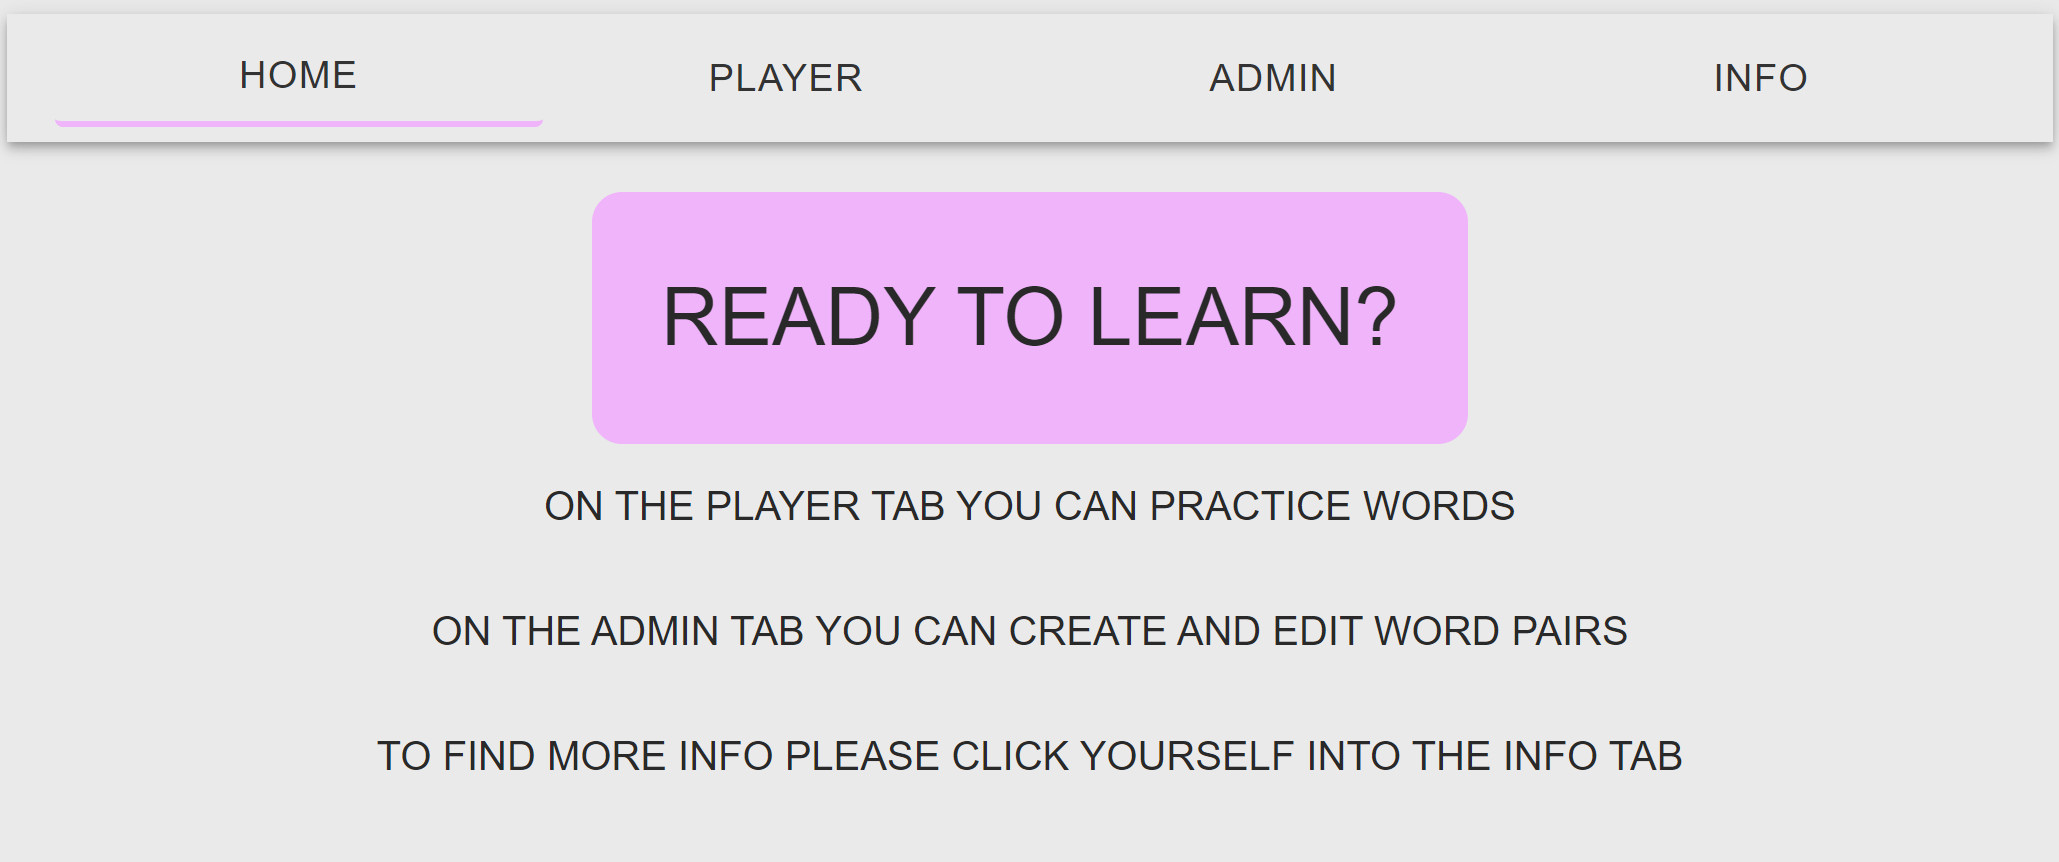 HOME PLAYER ADMIN INFO
READY TO LEARN?
ON THE PLAYER TAB YOU CAN PRACTICE WORDS
ON THE ADMIN TAB YOU CAN CREATE AND EDIT WORD PAIRS
TO FIND MORE INFO PLEASE CLICK YOURSELF INTO THE INFO TAB